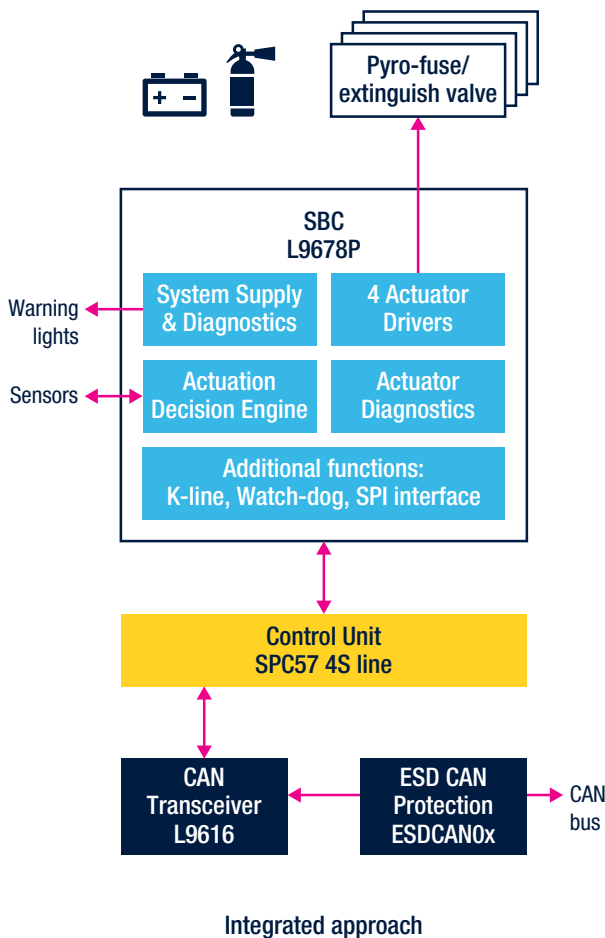 Pyro-fuse/
extinguish valve
+ −
SBC
L9678P
Warning
lights
System Supply
& Diagnostics
4 Actuator
Drivers
Sensors
Actuation
Decision Engine
Actuator
Diagnostics
Additional functions:
K-line, Watch-dog, SPI interface
Control Unit
SPC57 4S line
CAN
Transceiver
L9616
ESD CAN
Protection
ESDCAN0x
CAN
bus
Integrated approach